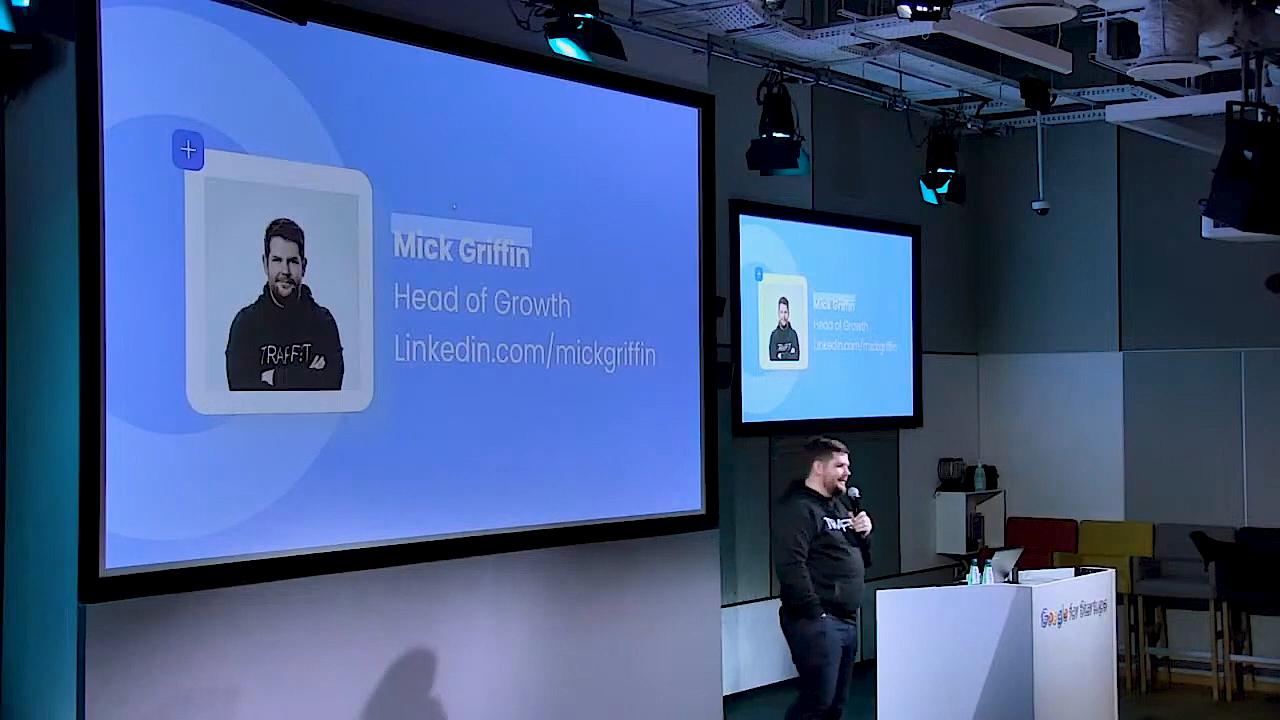 Mick Griffin
Head of Growth
Linkedin.com/mickgriffin
TRAFFIT
Mick Griffin
Head of Growth
Linkedin.com/mickgriffin
Google for Startups